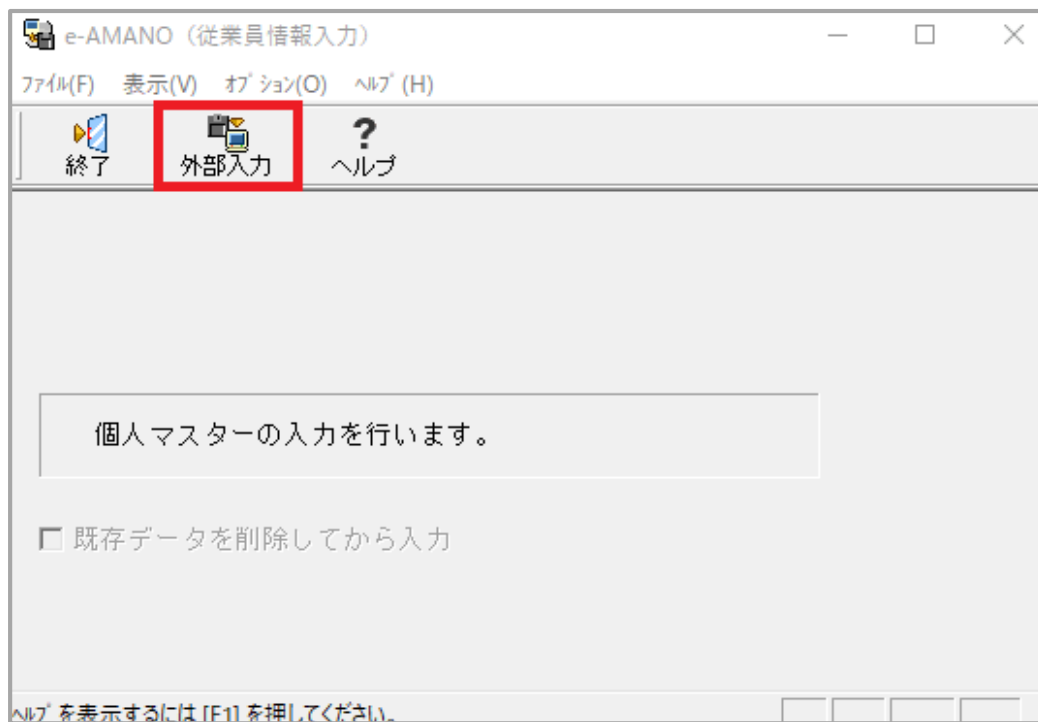 e-AMANO（従業員情報入力）
ﾌｧｲﾙ(F) 表示(V) ｵﾌﾟｼｮﾝ(O) ﾍﾙﾌﾟ(H)
終了 外部入力 ? ヘルプ
個人マスターの入力を行います。
既存データを削除してから入力
ﾍﾙﾌﾟを表示するには [F1] を押してください。